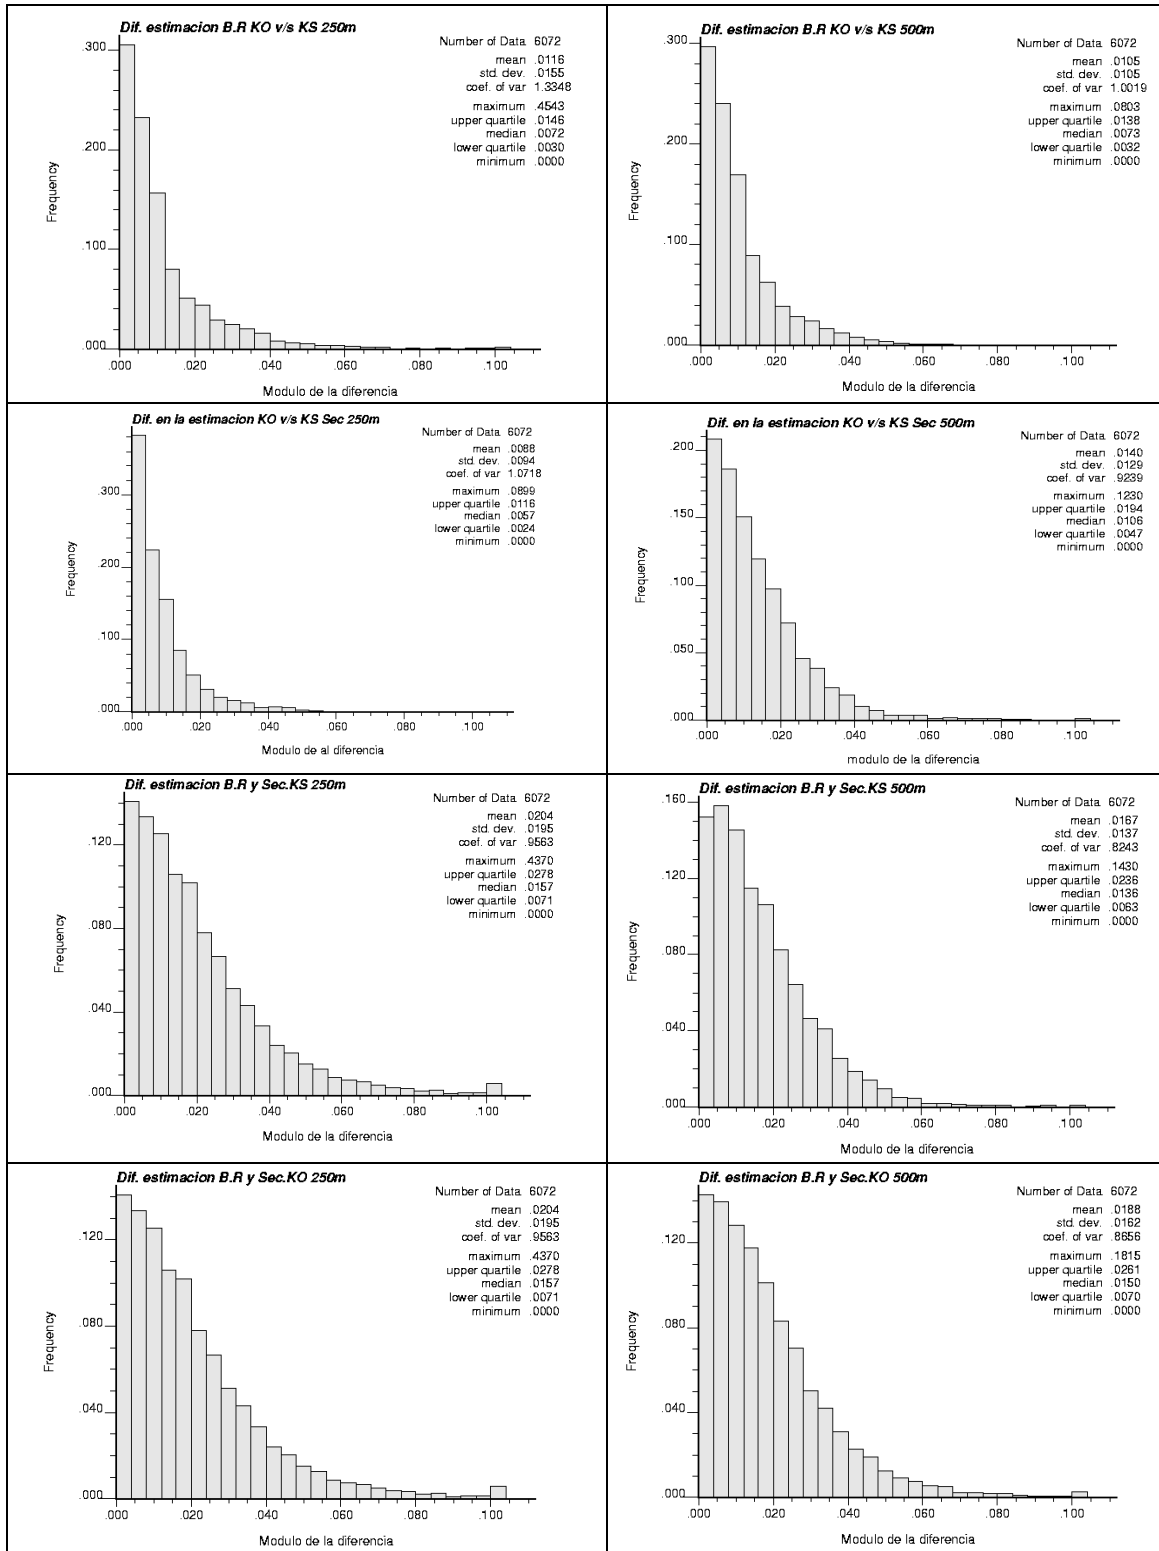 Dif. estimacion B.R KO v/s KS 250m
Number of Data 6072
mean .0116
std. dev. .0155
coef. of var 1.3348
maximum .4543
upper quartile .0146
median .0072
lower quartile .0030
minimum .0000
Frequency
.300
.200
.100
.000
.000 .020 .040 .060 .080 .100
Modulo de la diferencia
Dif. estimacion B.R KO v/s KS 500m
Number of Data 6072
mean .0105
std. dev. .0105
coef. of var 1.0019
maximum .0803
upper quartile .0138
median .0073
lower quartile .0032
minimum .0000
Frequency
.300
.200
.100
.000
.000 .020 .040 .060 .080 .100
Modulo de la diferencia
Dif. en la estimacion KO v/s KS Sec 250m
Number of Data 6072
mean .0088
std. dev. .0094
coef. of var 1.0718
maximum .0899
upper quartile .0116
median .0057
lower quartile .0024
minimum .0000
Frequency
.300
.200
.100
.000
.000 .020 .040 .060 .080 .100
Modulo de al diferencia
Dif. en la estimacion KO v/s KS Sec 500m
Number of Data 6072
mean .0140
std. dev. .0129
coef. of var .9239
maximum .1230
upper quartile .0194
median .0106
lower quartile .0047
minimum .0000
Frequency
.200
.150
.100
.050
.000
.000 .020 .040 .060 .080 .100
modulo de la diferencia
Dif. estimacion B.R y Sec.KS 250m
Number of Data 6072
mean .0204
std. dev. .0195
coef. of var .9563
maximum .4370
upper quartile .0278
median .0157
lower quartile .0071
minimum .0000
Frequency
.120
.080
.040
.000
.000 .020 .040 .060 .080 .100
Modulo de la diferencia
Dif. estimacion B.R y Sec.KS 500m
Number of Data 6072
mean .0167
std. dev. .0137
coef. of var .8243
maximum .1430
upper quartile .0236
median .0136
lower quartile .0063
minimum .0000
Frequency
.160
.120
.080
.040
.000
.000 .020 .040 .060 .080 .100
Modulo de la diferencia
Dif. estimacion B.R y Sec.KO 250m
Number of Data 6072
mean .0204
std. dev. .0195
coef. of var .9563
maximum .4370
upper quartile .0278
median .0157
lower quartile .0071
minimum .0000
Frequency
.120
.080
.040
.000
.000 .020 .040 .060 .080 .100
Modulo de la diferencia
Dif. estimacion B.R y Sec.KO 500m
Number of Data 6072
mean .0188
std. dev. .0162
coef. of var .8656
maximum .1815
upper quartile .0261
median .0150
lower quartile .0070
minimum .0000
Frequency
.120
.080
.040
.000
.000 .020 .040 .060 .080 .100
Modulo de la diferencia